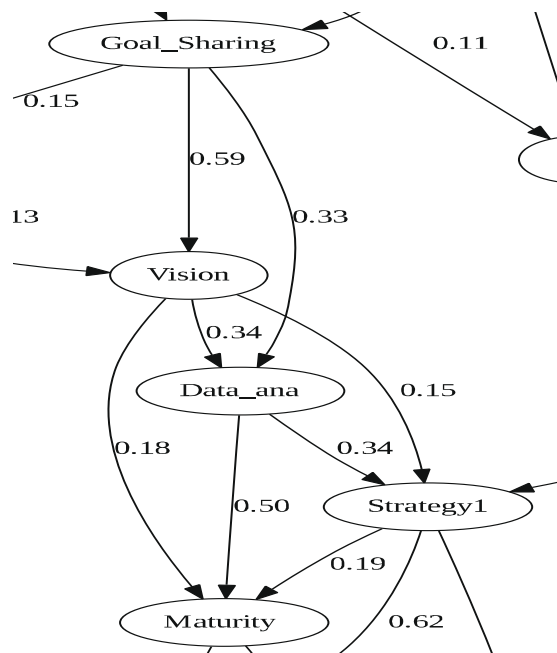 Goal_Sharing
0.11
0.15
0.59
0.33
13
Vision
0.34
Data_ana
0.15
0.18
0.34
0.50
Strategy1
0.19
Maturity
0.62